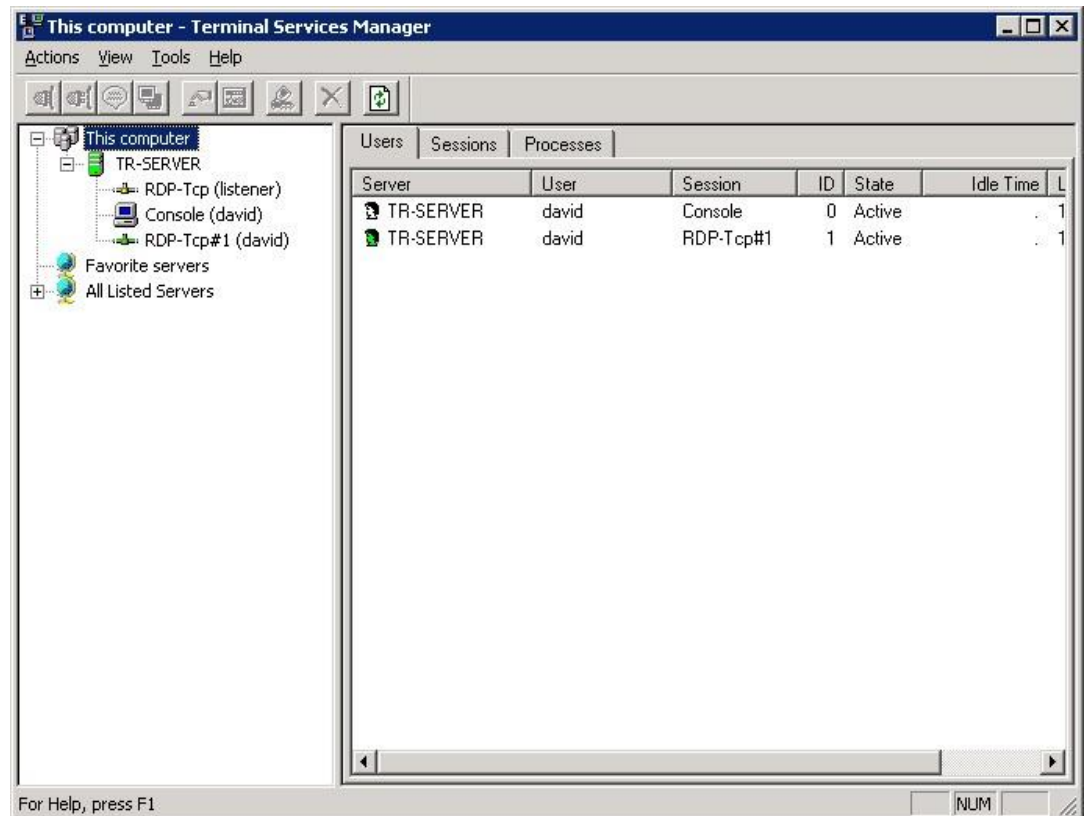 This computer - Terminal Services Manager
Actions View Tools Help
This computer
TR-SERVER
RDP-Tcp (listener)
Console (david)
RDP-Tcp#1 (david)
Favorite servers
All Listed Servers
Users Sessions Processes
Server User Session ID State Idle Time L
TR-SERVER david Console 0 Active . 1
TR-SERVER david RDP-Tcp#1 1 Active . 1
For Help, press F1
NUM